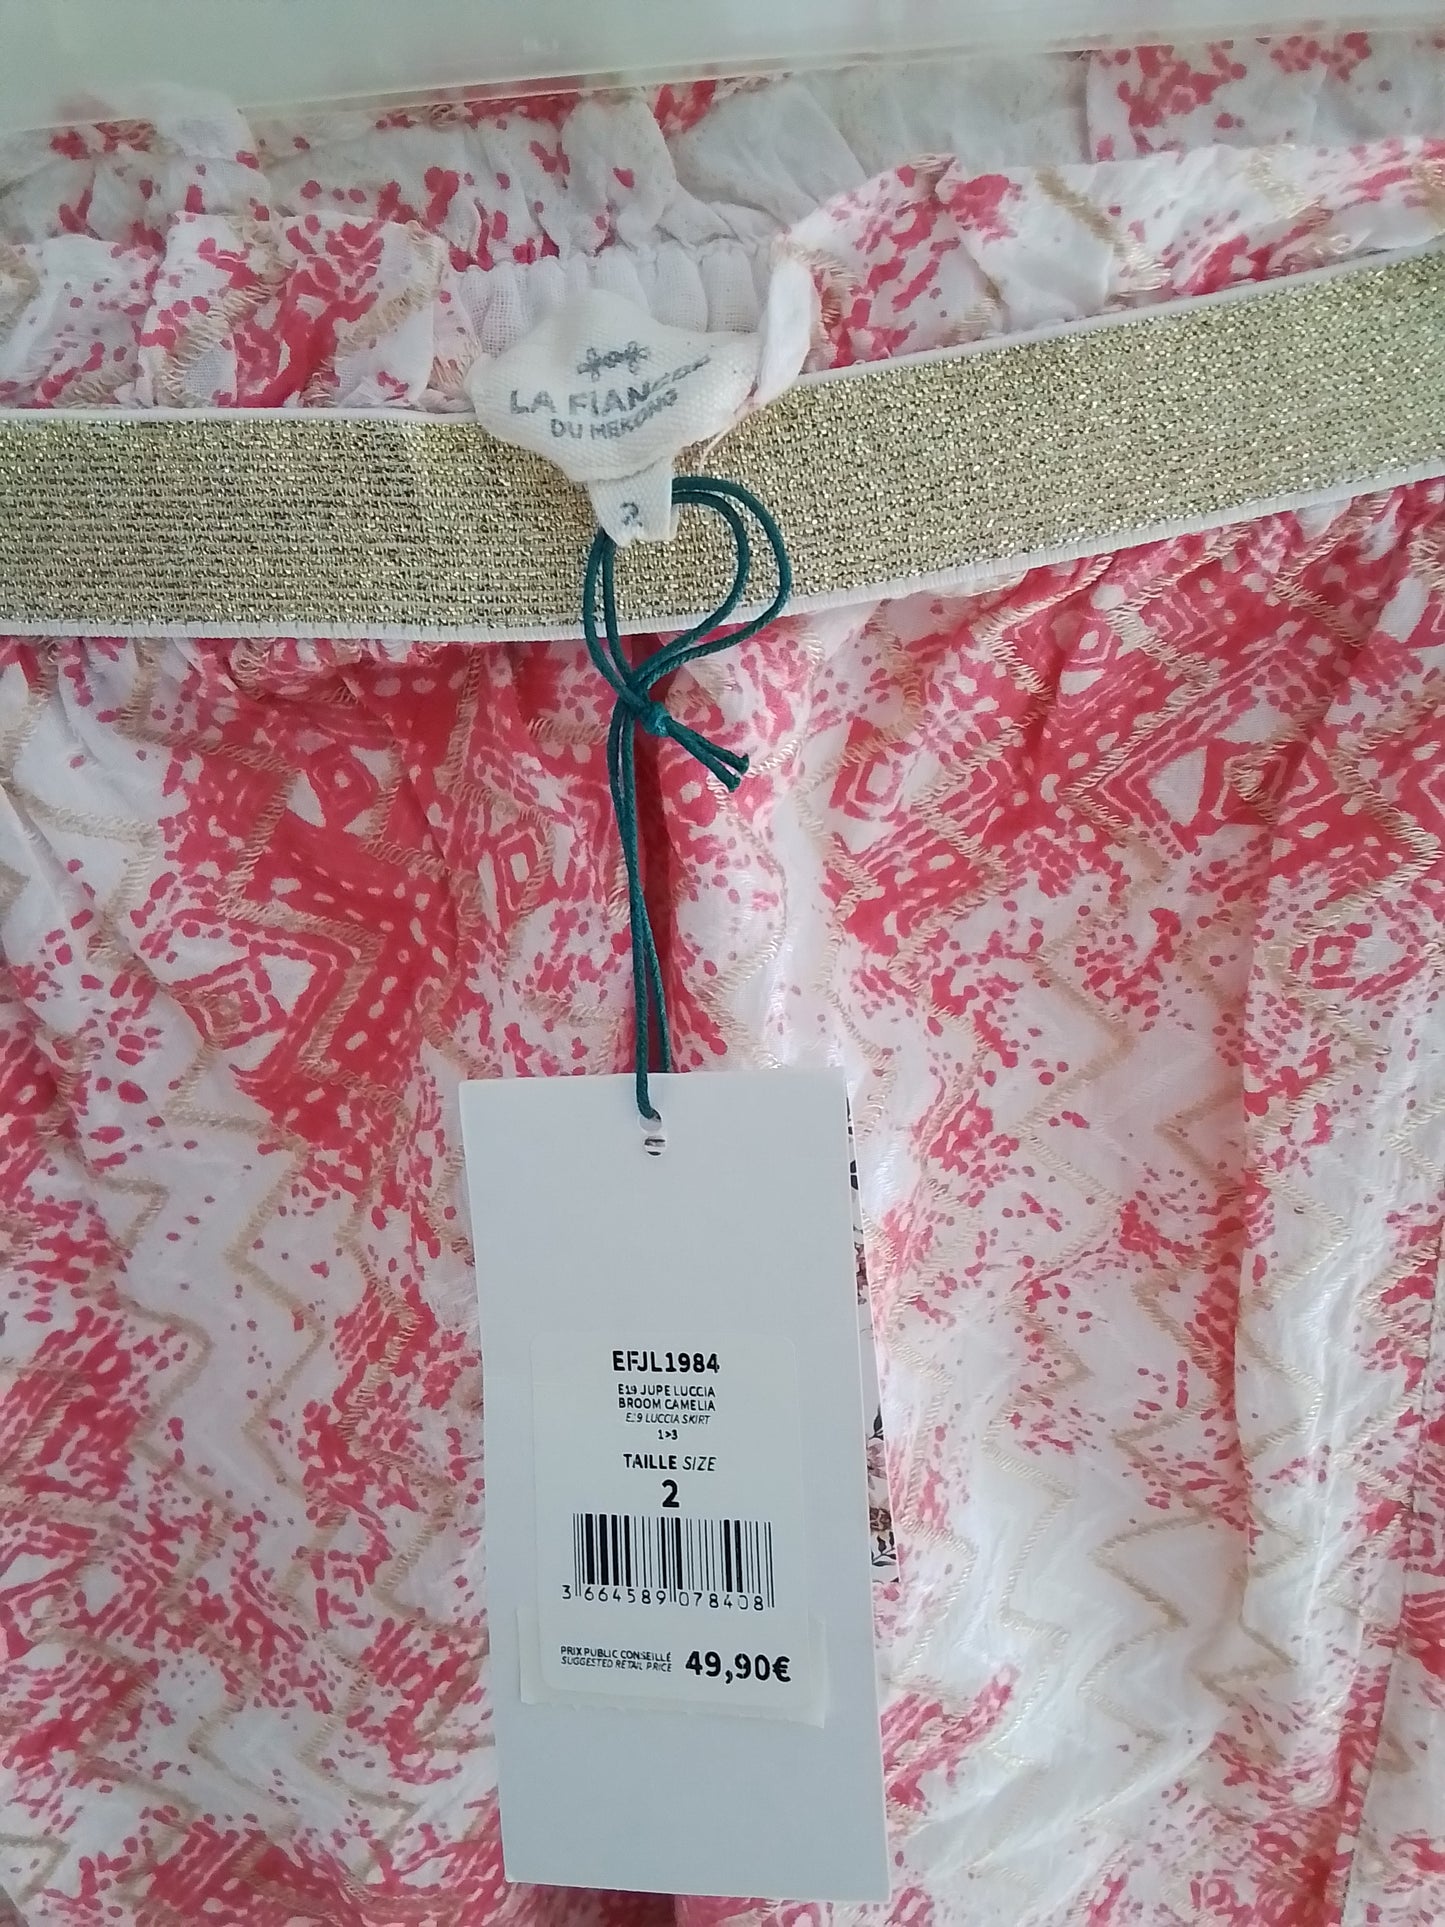 LA FIANCÉE
DU MEKONG
2
EFJL1984
E19 JUPE LUCCIA
BROOM CAMELIA
E19 LUCCIA SKIRT
1>3
TAILLE SIZE
2
3 664589 078408
PRIX PUBLIC CONSEILLÉ
SUGGESTED RETAIL PRICE
49,90€